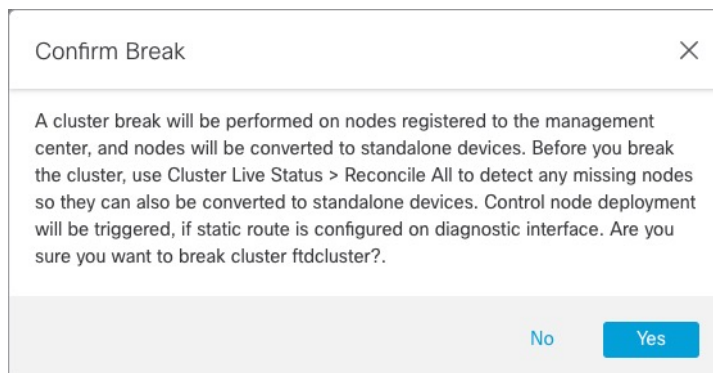 Confirm Break
A cluster break will be performed on nodes registered to the management
center, and nodes will be converted to standalone devices. Before you break
the cluster, use Cluster Live Status > Reconcile All to detect any missing nodes
so they can also be converted to standalone devices. Control node deployment
will be triggered, if static route is configured on diagnostic interface. Are you
sure you want to break cluster ftdcluster?.
No Yes